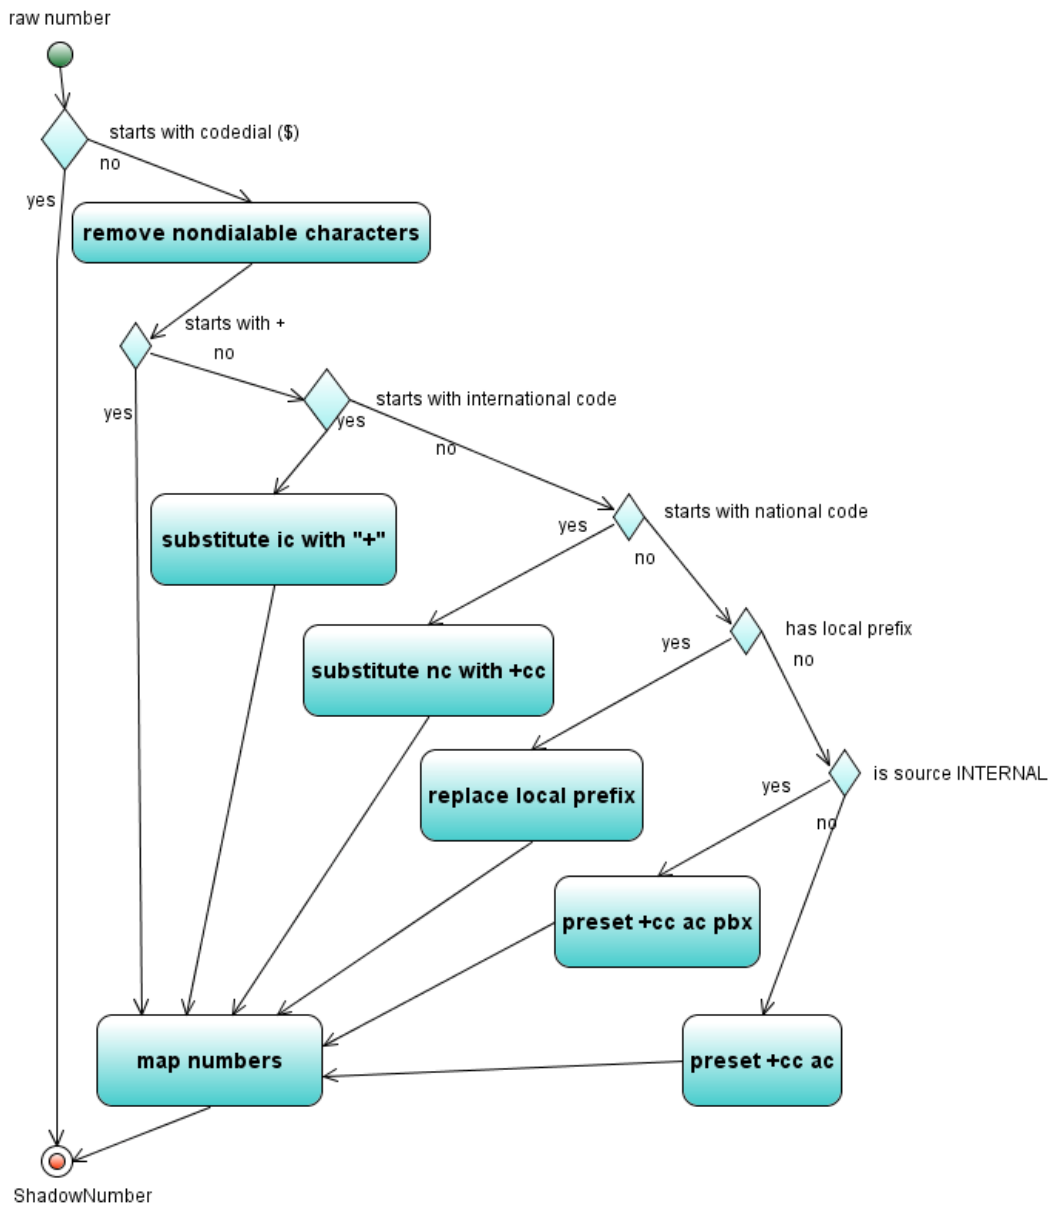 raw number
starts with codedial ($)
no
yes
remove nondialable characters
starts with +
no
yes
starts with international code
yes
no
substitute ic with "+"
starts with national code
yes
no
substitute nc with +cc
has local prefix
yes
no
replace local prefix
is source INTERNAL
yes
no
preset +cc ac pbx
map numbers
preset +cc ac
ShadowNumber